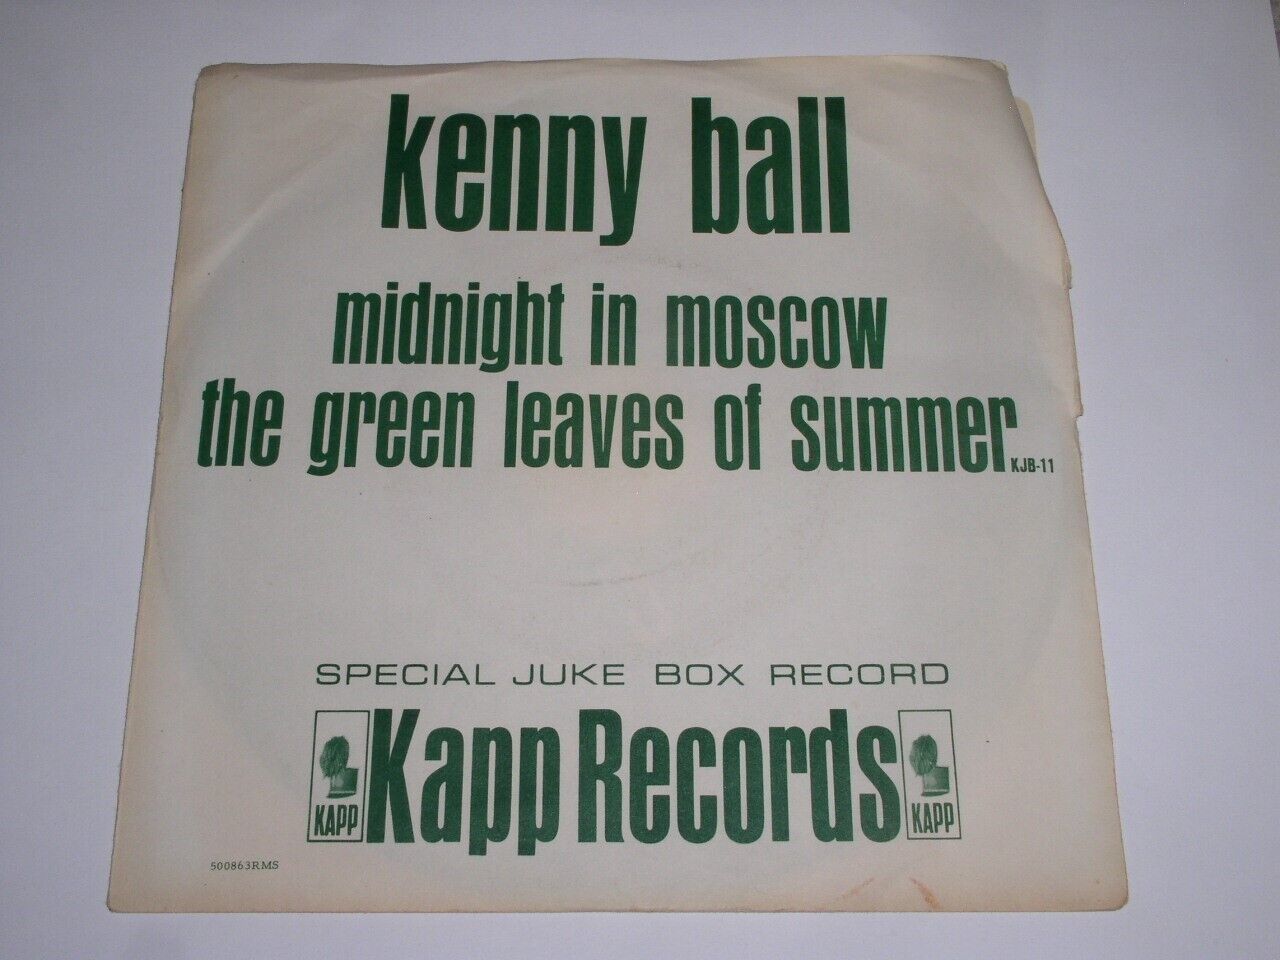 kenny ball
midnight in moscow
the green leaves of summer KJB-11
SPECIAL JUKE BOX RECORD
KAPP Kapp Records KAPP
500863RMS